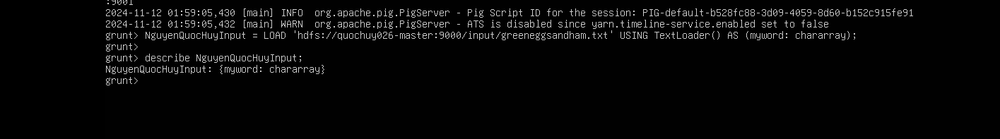 :9001
2024-11-12 01:59:05,430 [main] INFO  org.apache.pig.PigServer - Pig Script ID for the session: PIG-default-b528fc88-3d09-4059-8d60-b152c915fe91
2024-11-12 01:59:05,432 [main] WARN  org.apache.pig.PigServer - ATS is disabled since yarn.timeline-service.enabled set to false
grunt> NguyenQuocHuyInput = LOAD 'hdfs://quochuy026-master:9000/input/greeneggsandham.txt' USING TextLoader() AS (myword: chararray);
grunt>
grunt> describe NguyenQuocHuyInput;
NguyenQuocHuyInput: {myword: chararray}
grunt>